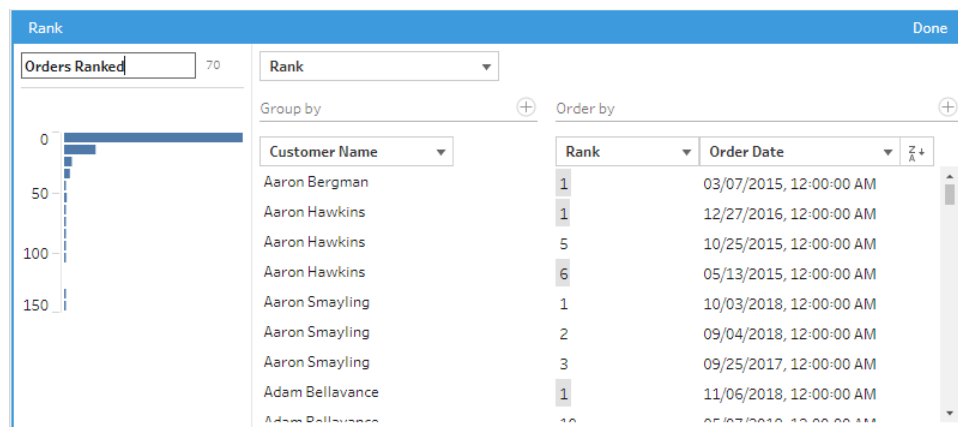 Rank Done
Orders Ranked 70 Rank
Group by Order by
0 Customer Name Rank Order Date Z A
Aaron Bergman 1 03/07/2015, 12:00:00 AM
50 Aaron Hawkins 1 12/27/2016, 12:00:00 AM
Aaron Hawkins 5 10/25/2015, 12:00:00 AM
100 Aaron Hawkins 6 05/13/2015, 12:00:00 AM
150 Aaron Smayling 1 10/03/2018, 12:00:00 AM
Aaron Smayling 2 09/04/2018, 12:00:00 AM
Aaron Smayling 3 09/25/2017, 12:00:00 AM
Adam Bellavance 1 11/06/2018, 12:00:00 AM
Adam Bellavance